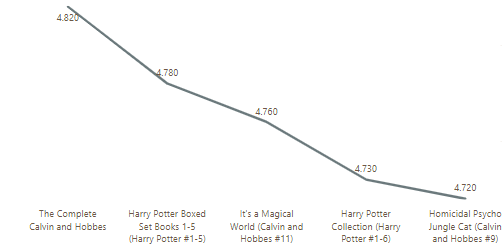 4.820
4.780
4.760
4.730
4.720
The Complete
Calvin and Hobbes
Harry Potter Boxed
Set Books 1-5
(Harry Potter #1-5)
It's a Magical
World (Calvin and
Hobbes #11)
Harry Potter
Collection (Harry
Potter #1-6)
Homicidal Psycho
Jungle Cat (Calvin
and Hobbes #9)